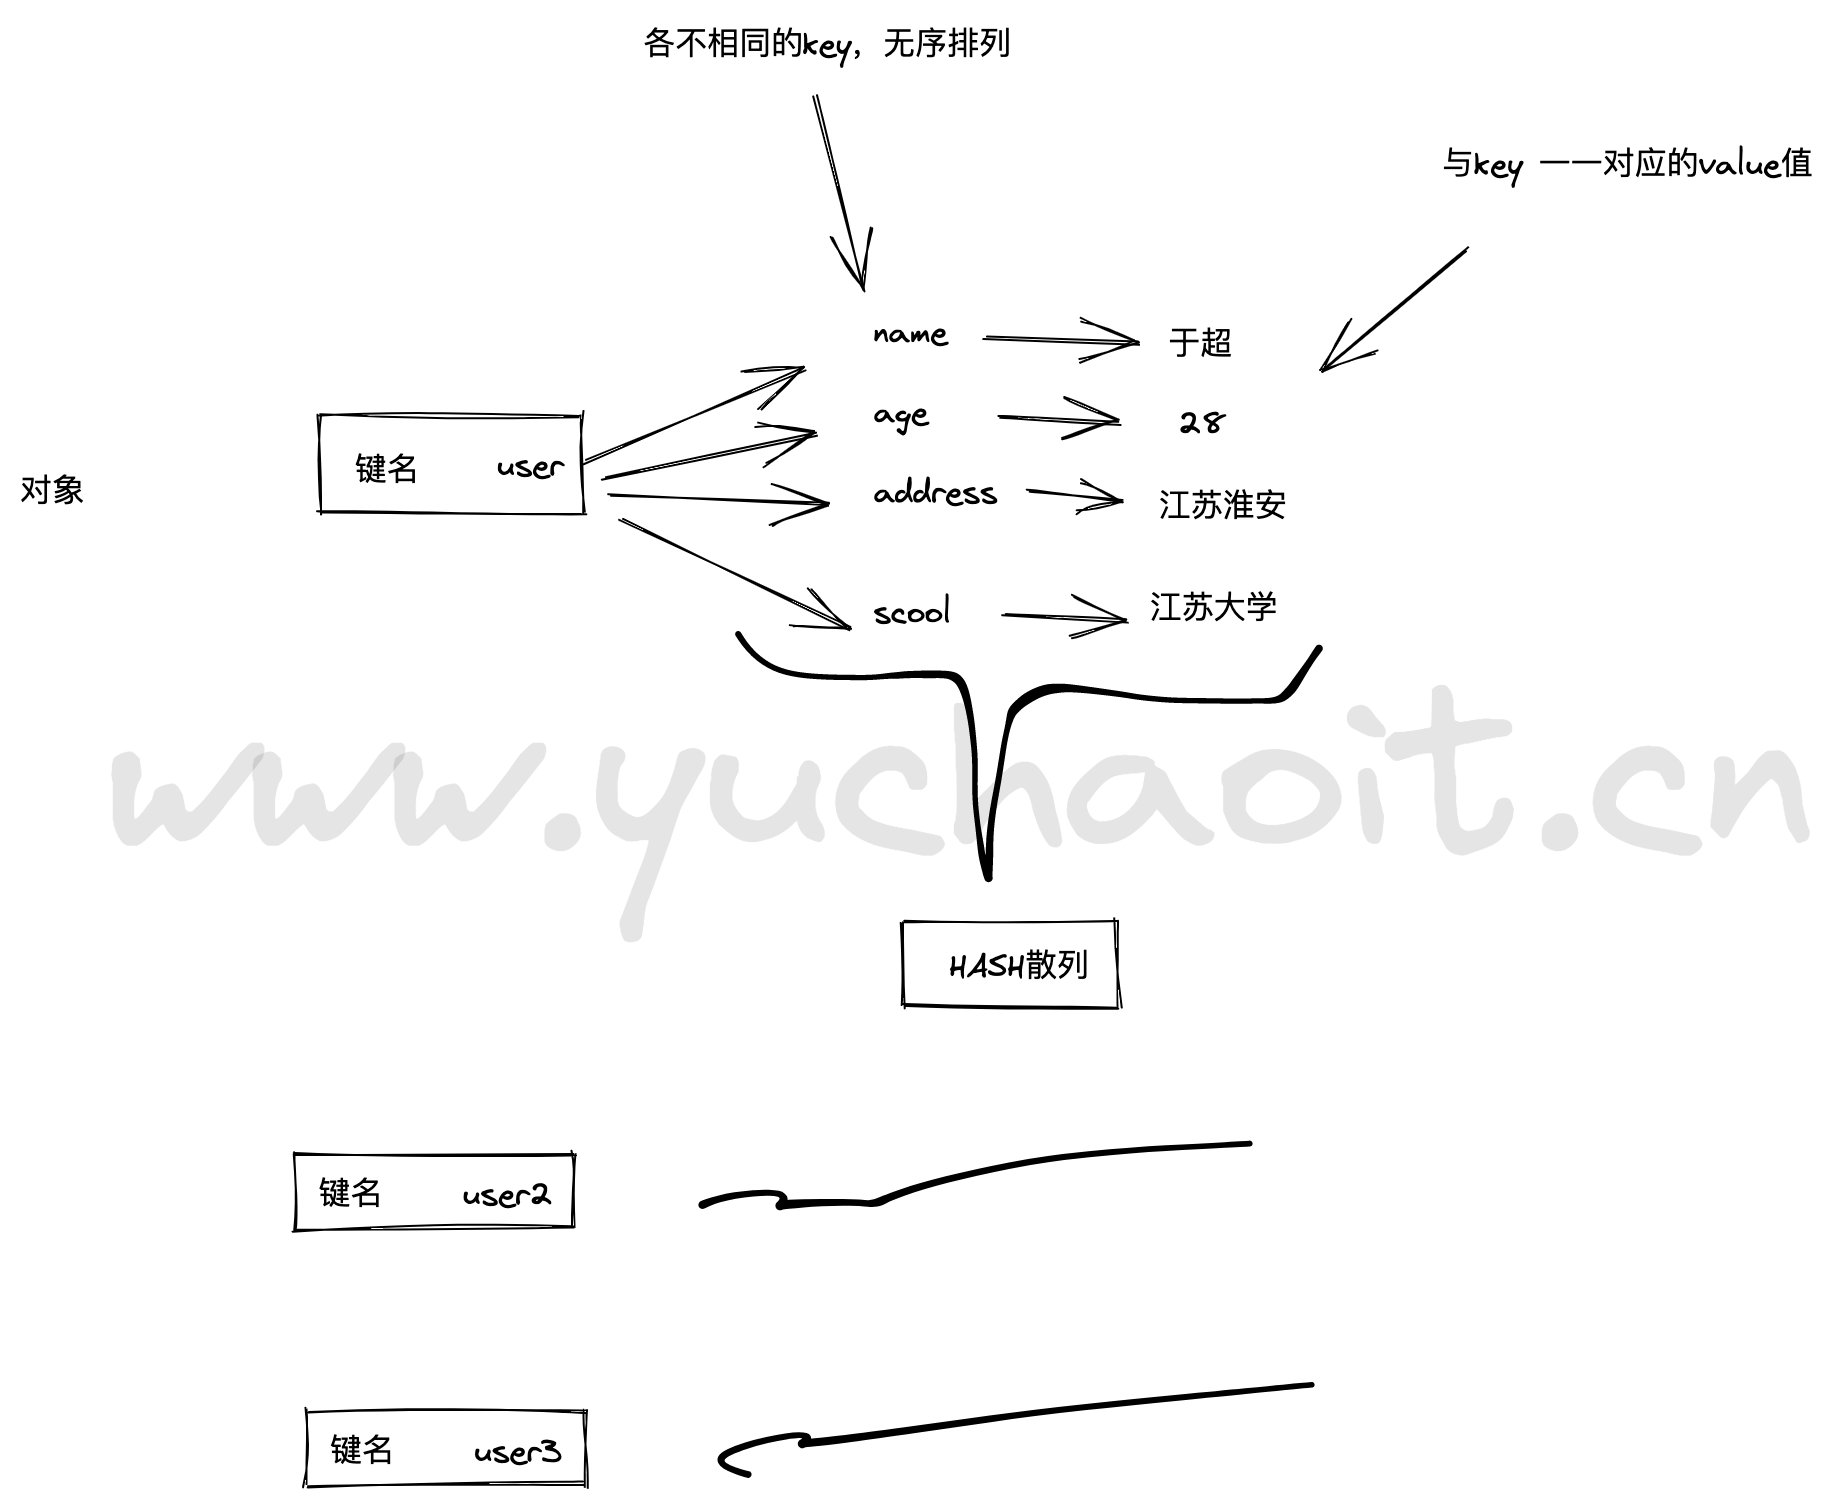 各不相同的key，无序排列
与key 一一对应的value值
name 于超
age 28
对象 键名 user
address 江苏淮安
scool 江苏大学
www.yuchaoit.cn
HASH散列
键名 user2
键名 user3